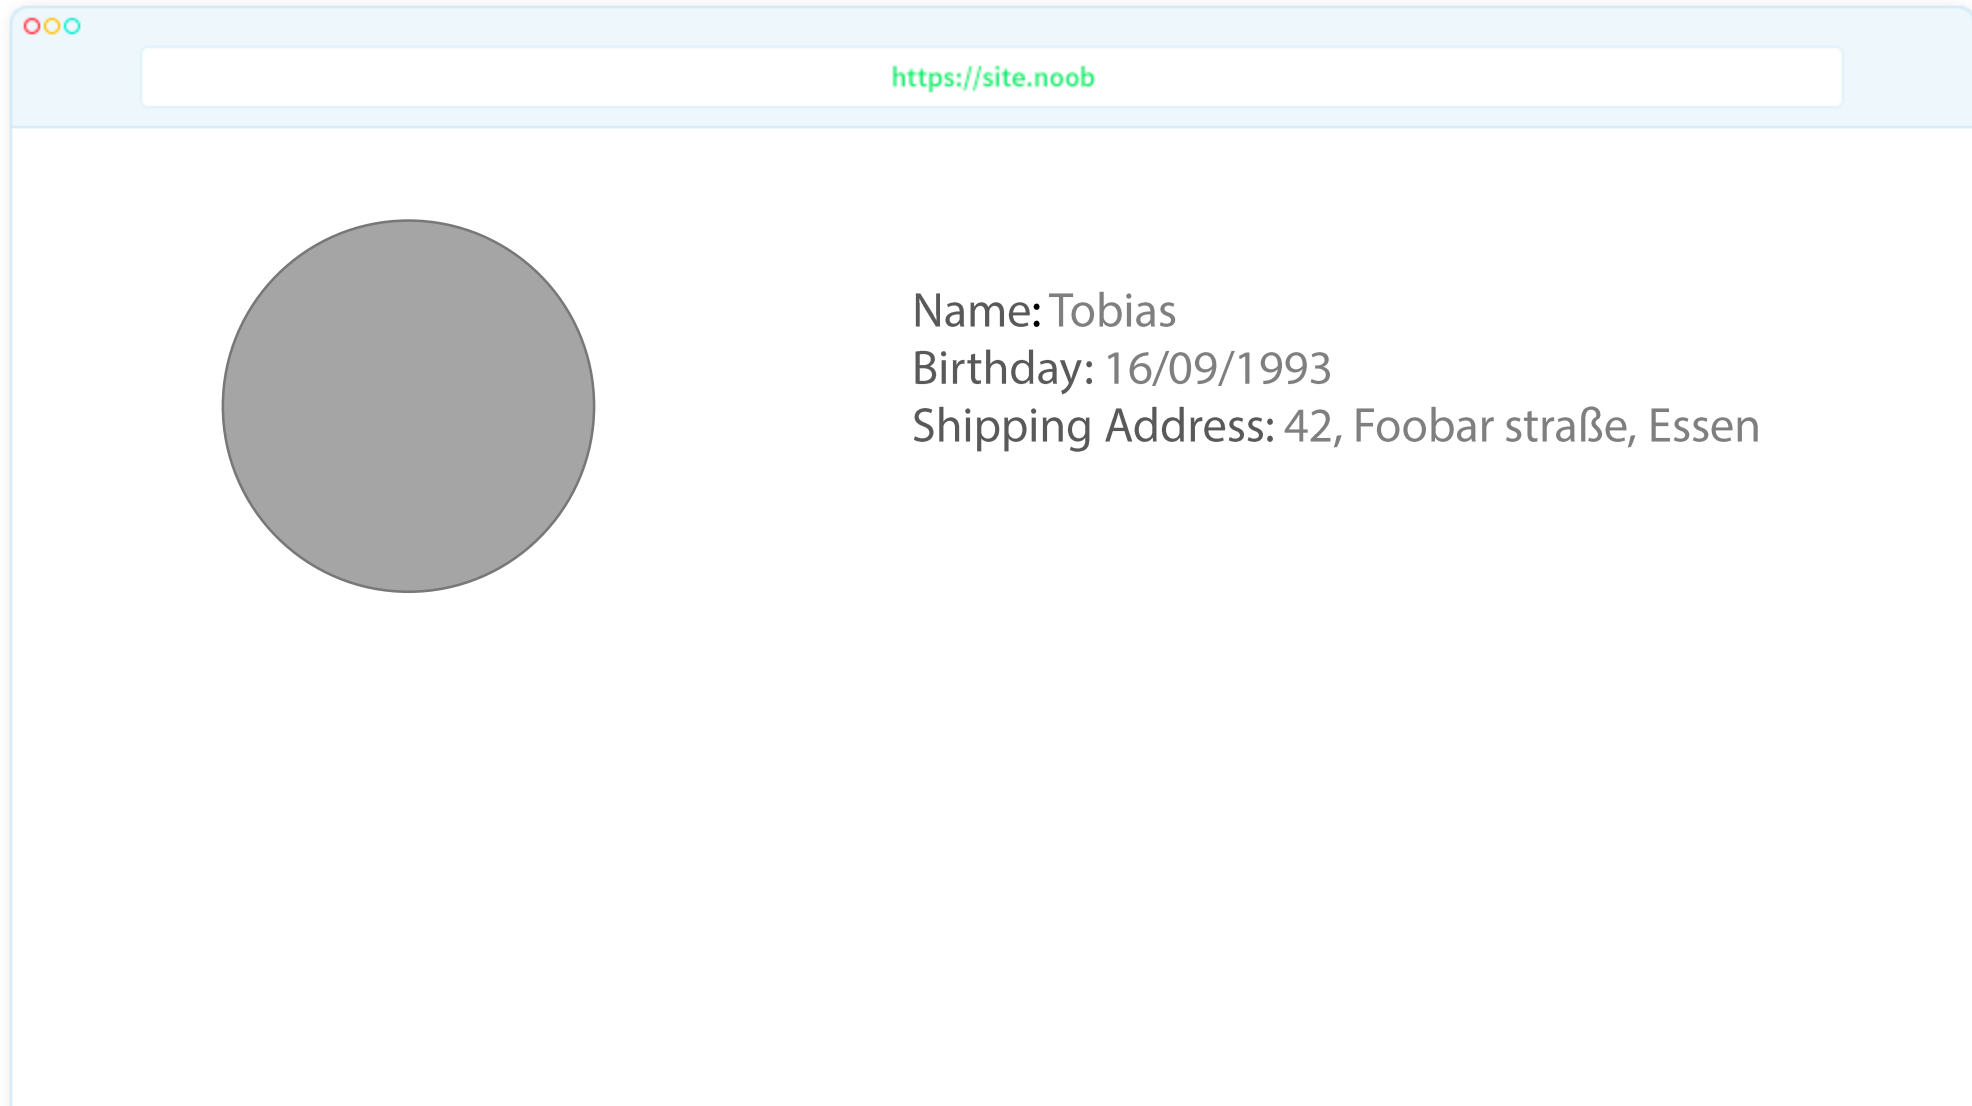 https://site.noob
Name: Tobias
Birthday: 16/09/1993
Shipping Address: 42, Foobar straße, Essen